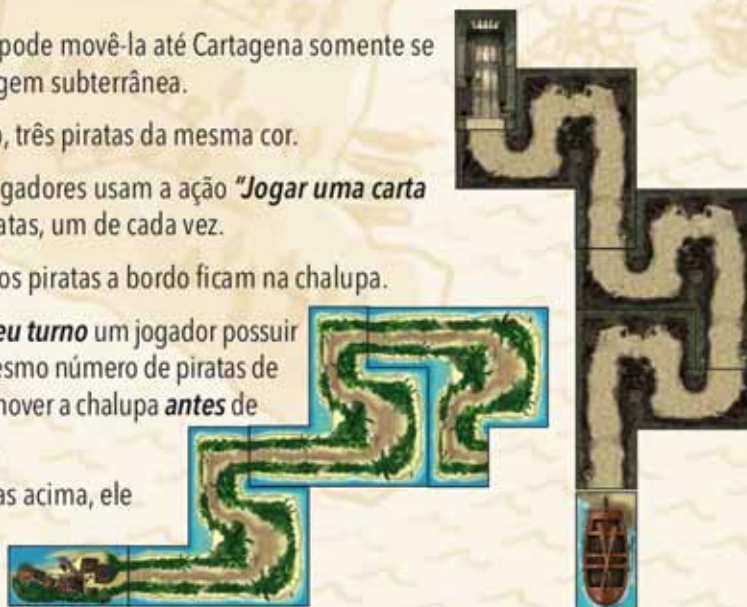 pode movê-la até Cartagena somente se
gem subterrânea.
o, três piratas da mesma cor.
gadores usam a ação "Jogar uma carta
atas, um de cada vez.
os piratas a bordo ficam na chalupa.
eu turno um jogador possuir
esmo número de piratas de
mover a chalupa antes de
as acima, ele